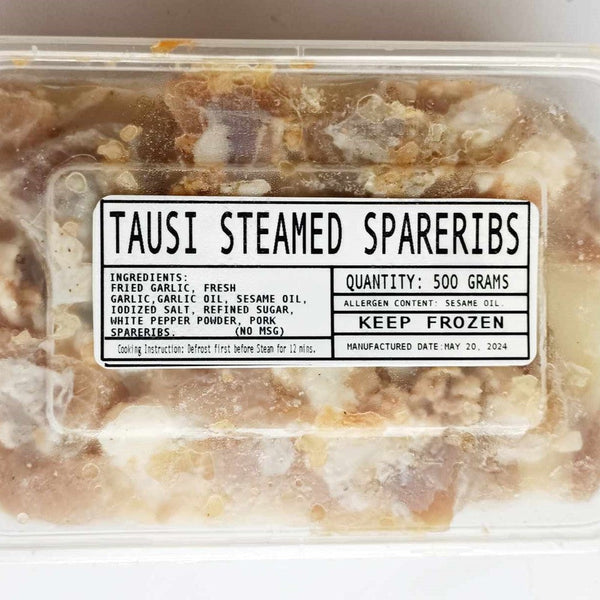 TAUSI STEAMED SPARERIBS
INGREDIENTS:
FRIED GARLIC, FRESH
GARLIC,GARLIC OIL, SESAME OIL,
IODIZED SALT, REFINED SUGAR,
WHITE PEPPER POWDER, PORK
SPARERIBS. (NO MSG)
Cooking Instruction: Defrost first before Steam for 12 mins.
QUANTITY: 500 GRAMS
ALLERGEN CONTENT: SESAME OIL.
KEEP FROZEN
MANUFACTURED DATE:MAY 20, 2024